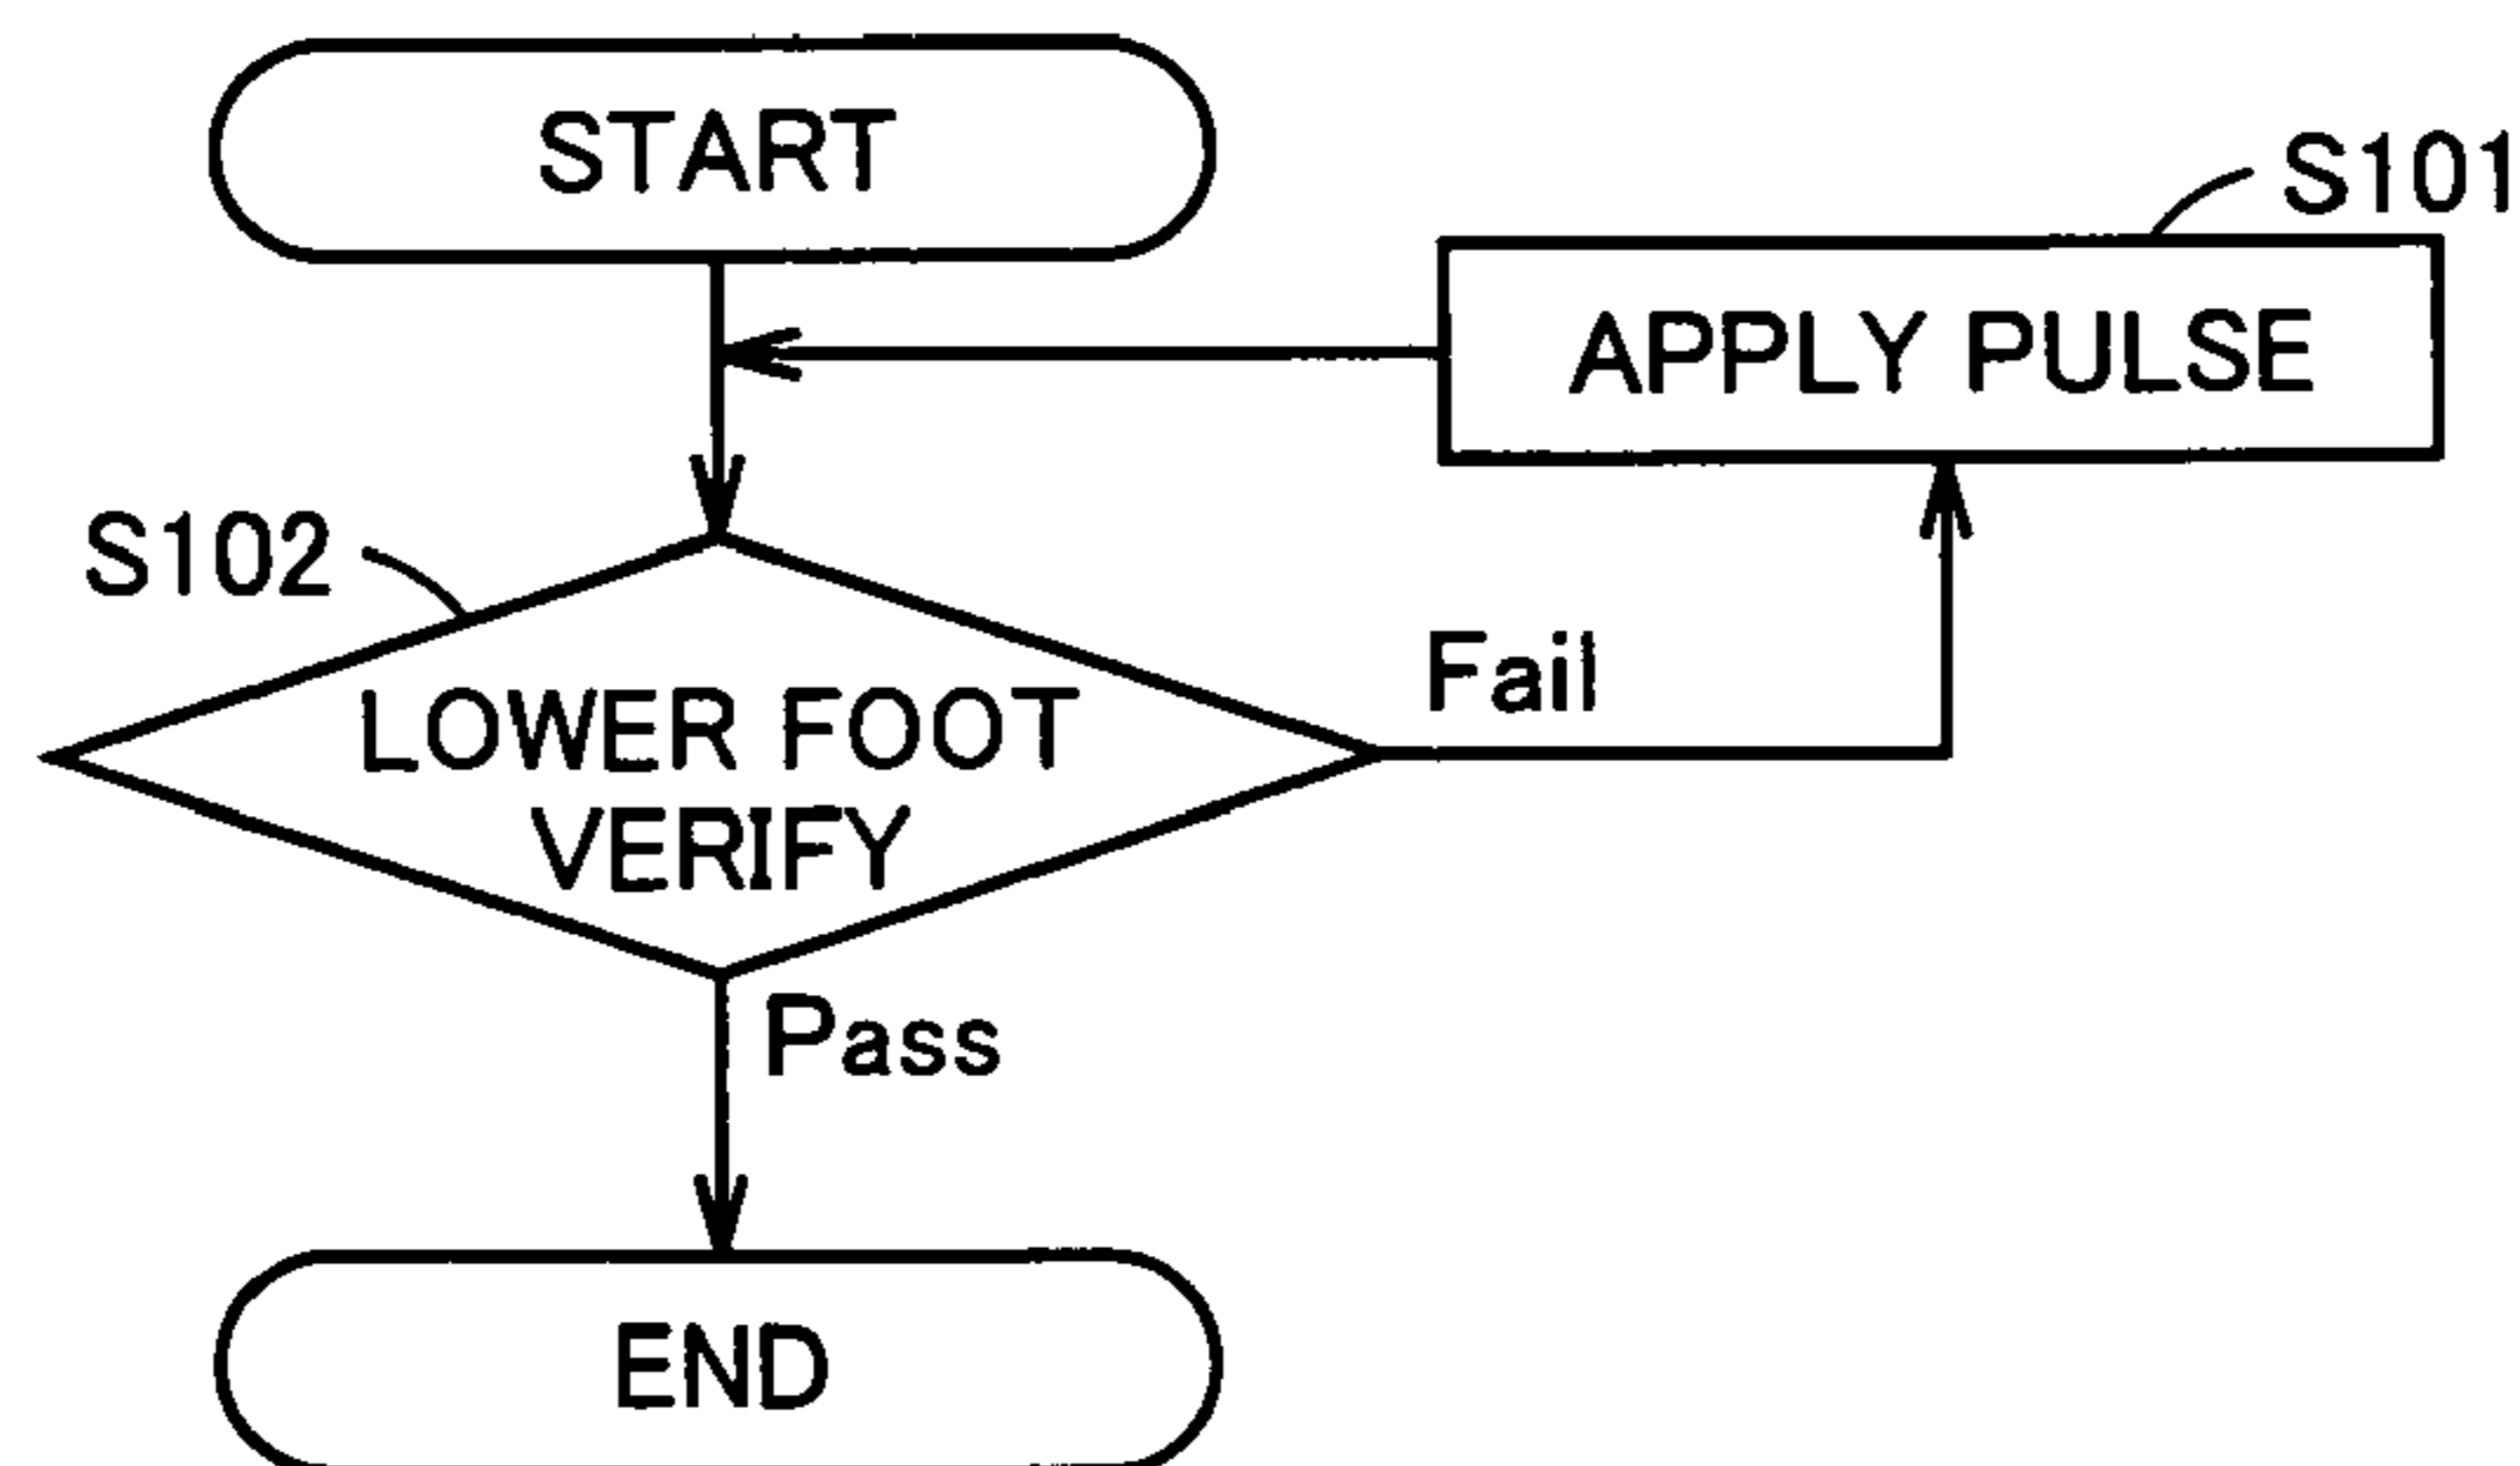 START
S101
APPLY PULSE
S102
LOWER FOOT
VERIFY
Fail
Pass
END